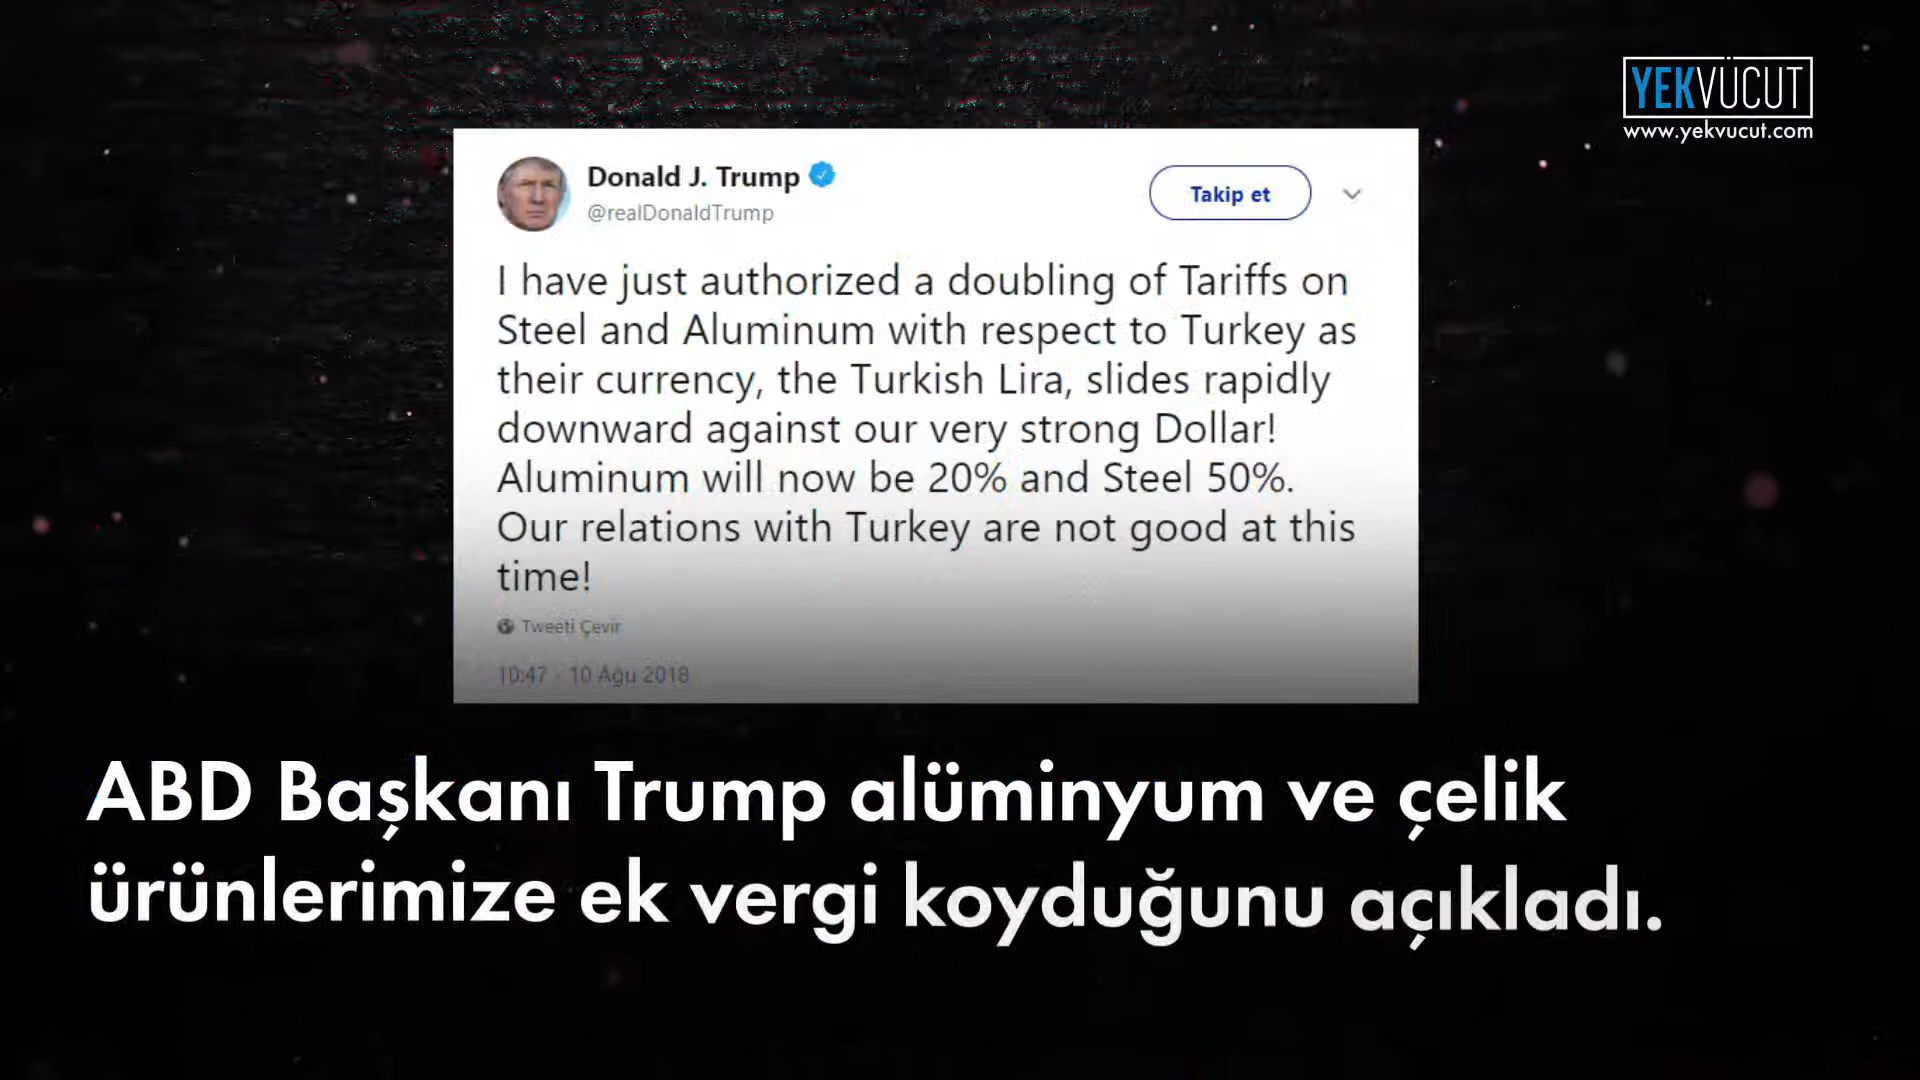 YEKVÜCUT
www.yekvucut.com
Donald J. Trump
@realDonaldTrump
Takip et
I have just authorized a doubling of Tariffs on
Steel and Aluminum with respect to Turkey as
their currency, the Turkish Lira, slides rapidly
downward against our very strong Dollar!
Aluminum will now be 20% and Steel 50%.
Our relations with Turkey are not good at this
time!
Tweeti Çevir
10:47 - 10 Ağu 2018
ABD Başkanı Trump alüminyum ve çelik
ürünlerimize ek vergi koyduğunu açıkladı.